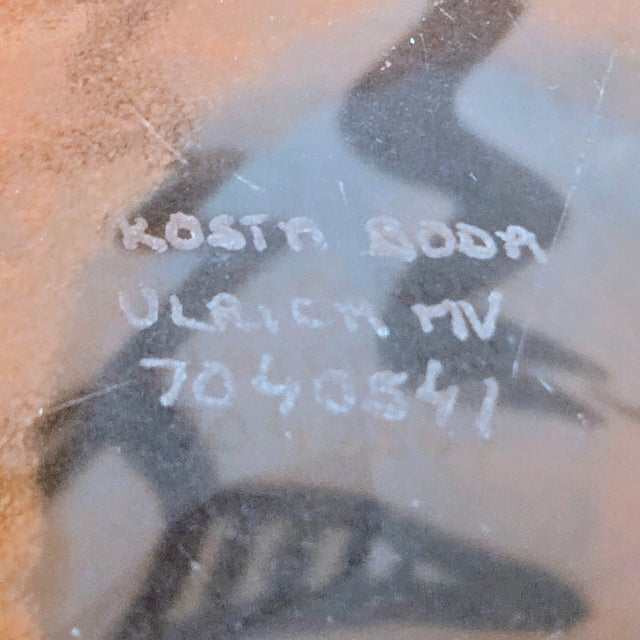 KOSTA BODA
ULRICA HV
7040541